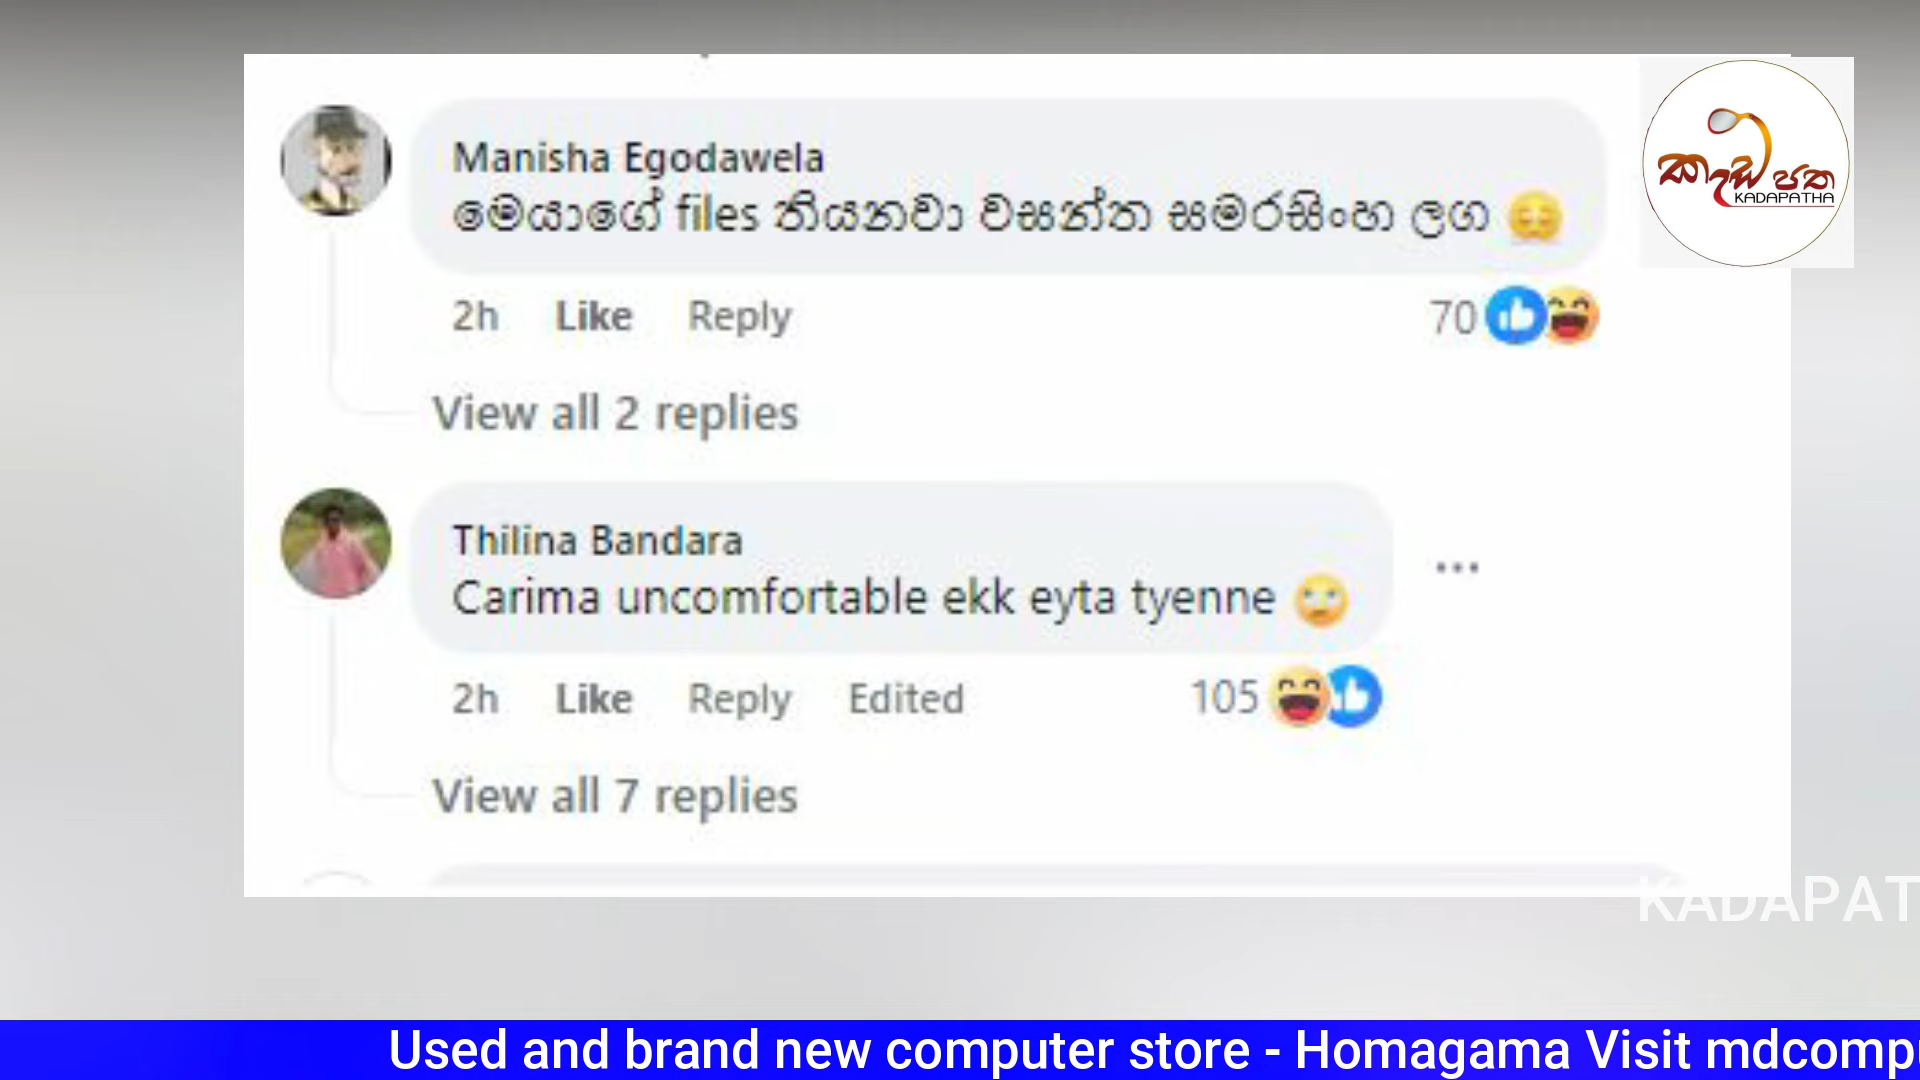 Manisha Egodawela
මෙයාගේ files තියනවා වසන්ත සමරසිංහ ලග 😑
2h Like Reply 70
View all 2 replies
Thilina Bandara
Carima uncomfortable ekk eyta tyenne 🙄
2h Like Reply Edited 105
View all 7 replies
කැඩපත
KADAPATHA
KADAPAT
Used and brand new computer store - Homagama Visit mdcomp